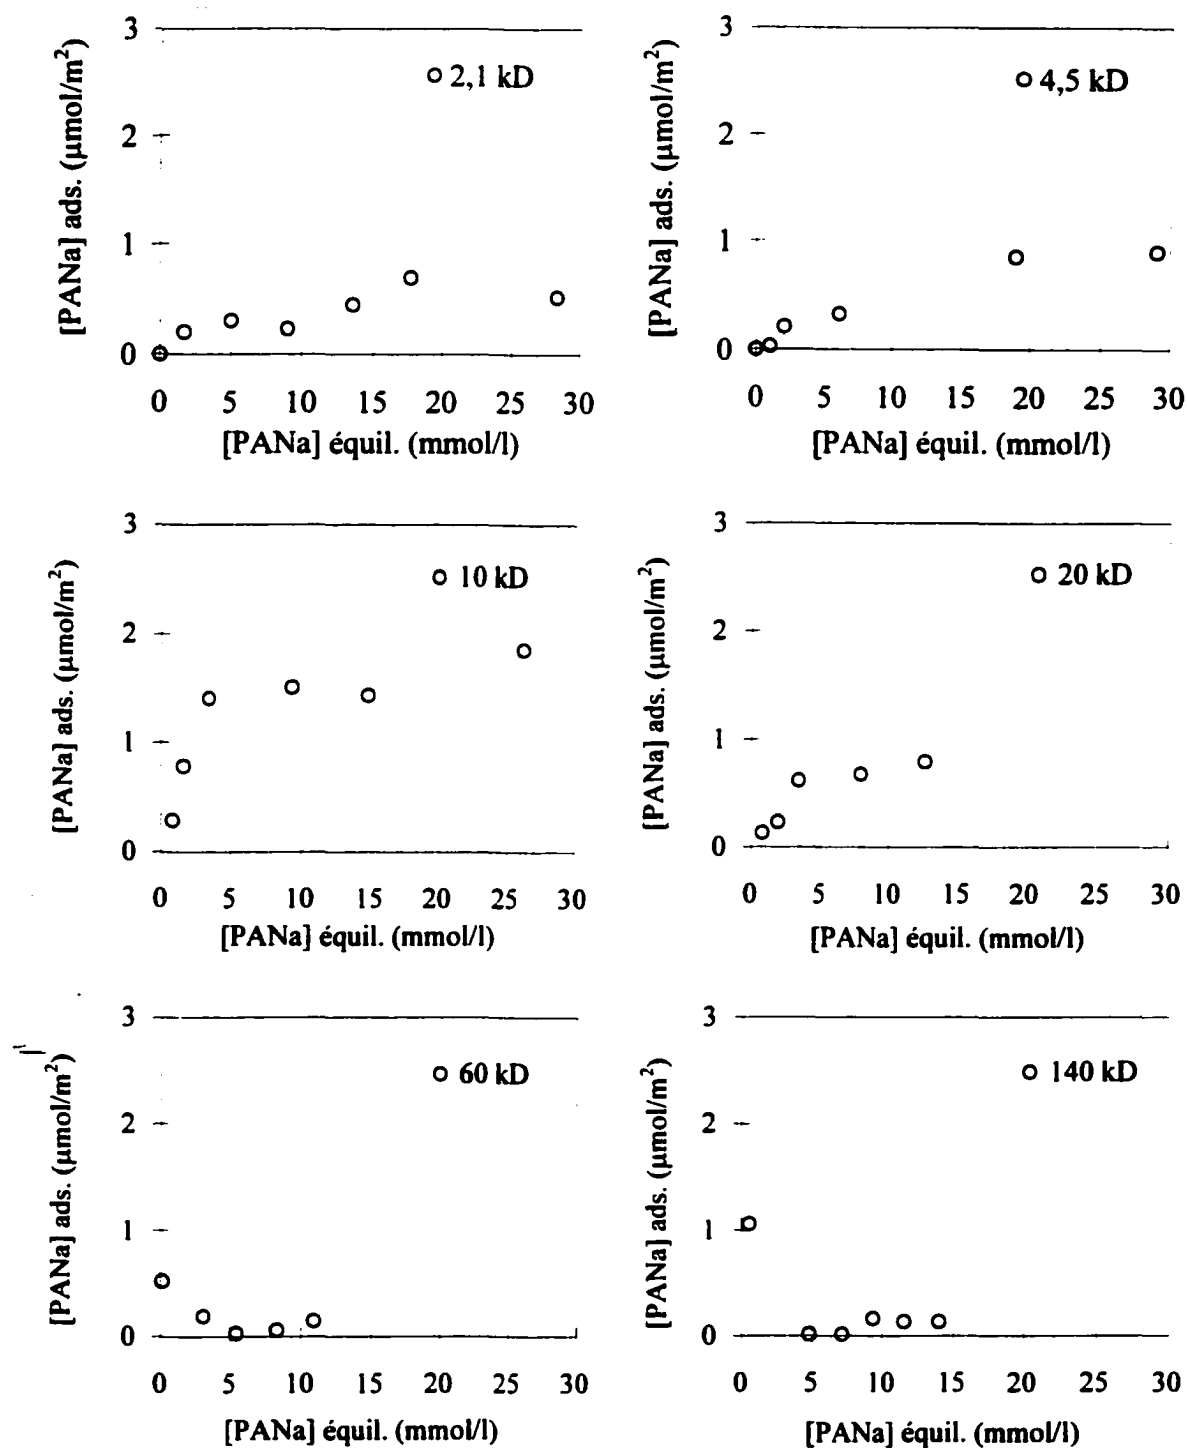 3
2,1 kD
2
1
0
0 5 10 15 20 25 30
[PANa] équil. (mmol/l)
[PANa] ads. (µmol/m²)
3
4,5 kD
2
1
0
0 5 10 15 20 25 30
[PANa] équil. (mmol/l)
[PANa] ads. (µmol/m²)
3
10 kD
2
1
0
0 5 10 15 20 25 30
[PANa] équil. (mmol/l)
[PANa] ads. (µmol/m²)
3
20 kD
2
1
0
0 5 10 15 20 25 30
[PANa] équil. (mmol/l)
[PANa] ads. (µmol/m²)
3
60 kD
2
1
0
0 5 10 15 20 25 30
[PANa] équil. (mmol/l)
[PANa] ads. (µmol/m²)
3
140 kD
2
1
0
0 5 10 15 20 25 30
[PANa] équil. (mmol/l)
[PANa] ads. (µmol/m²)